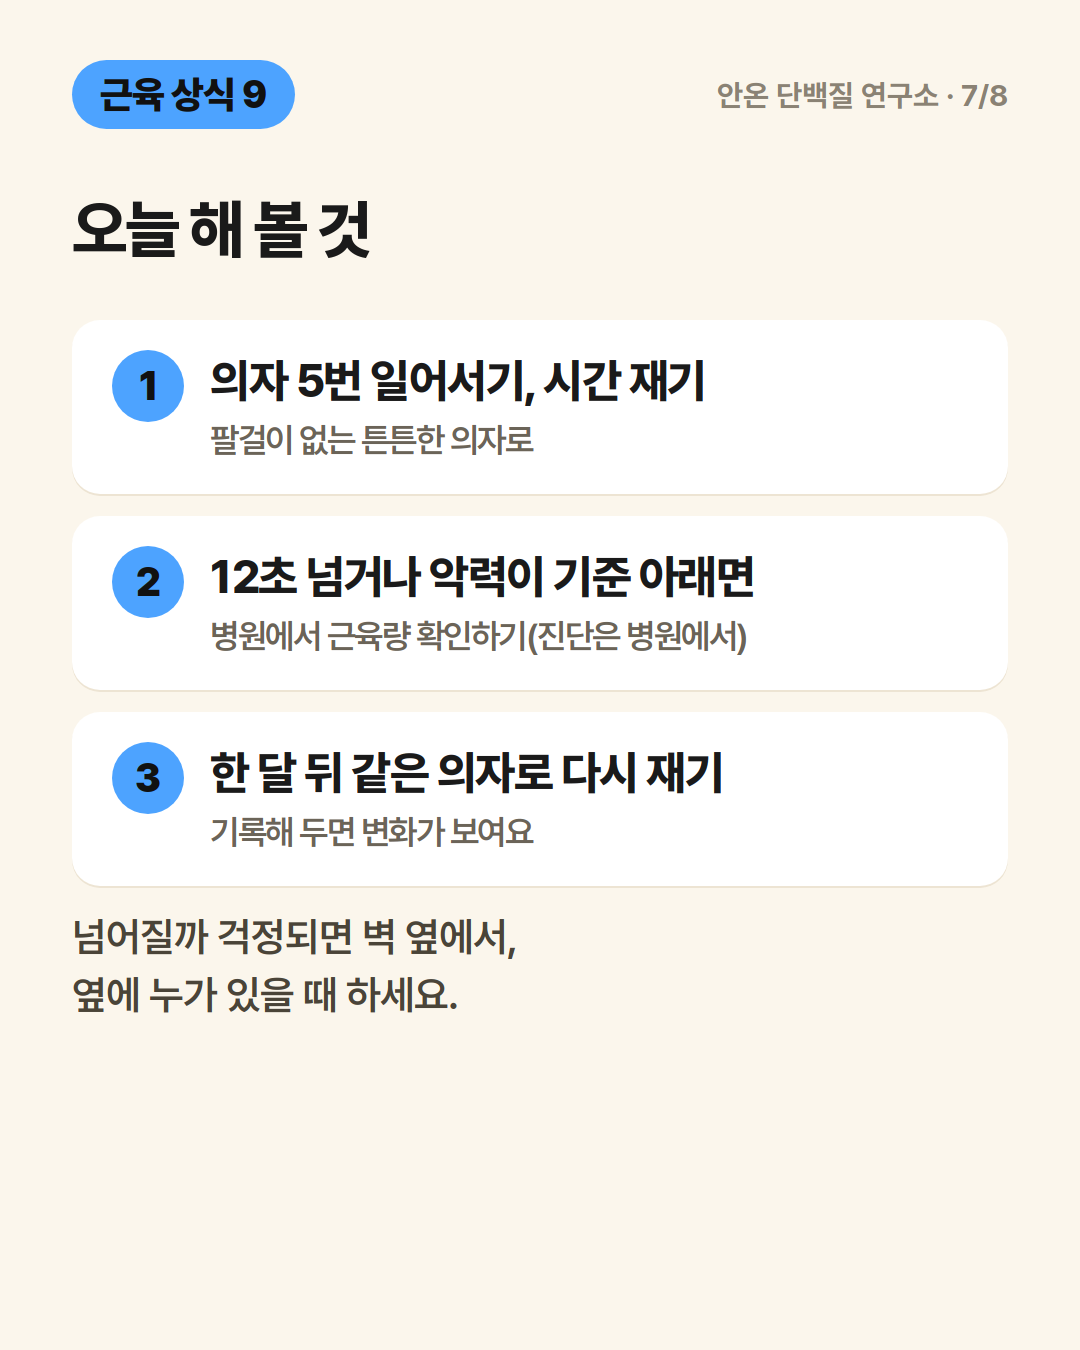 근육 상식 9
안온 단백질 연구소 · 7/8
오늘 해 볼 것
1
의자 5번 일어서기, 시간 재기
팔걸이 없는 튼튼한 의자로
2
12초 넘거나 악력이 기준 아래면
병원에서 근육량 확인하기(진단은 병원에서)
3
한 달 뒤 같은 의자로 다시 재기
기록해 두면 변화가 보여요
넘어질까 걱정되면 벽 옆에서,
옆에 누가 있을 때 하세요.